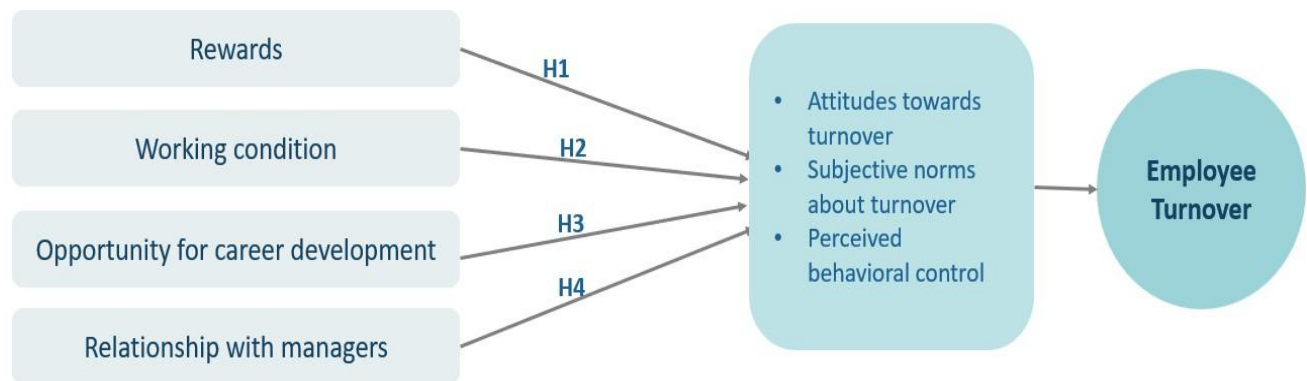 Rewards
H1
Working condition
H2
Opportunity for career development
H3
Relationship with managers
H4
• Attitudes towards
turnover
• Subjective norms
about turnover
• Perceived
behavioral control
Employee
Turnover